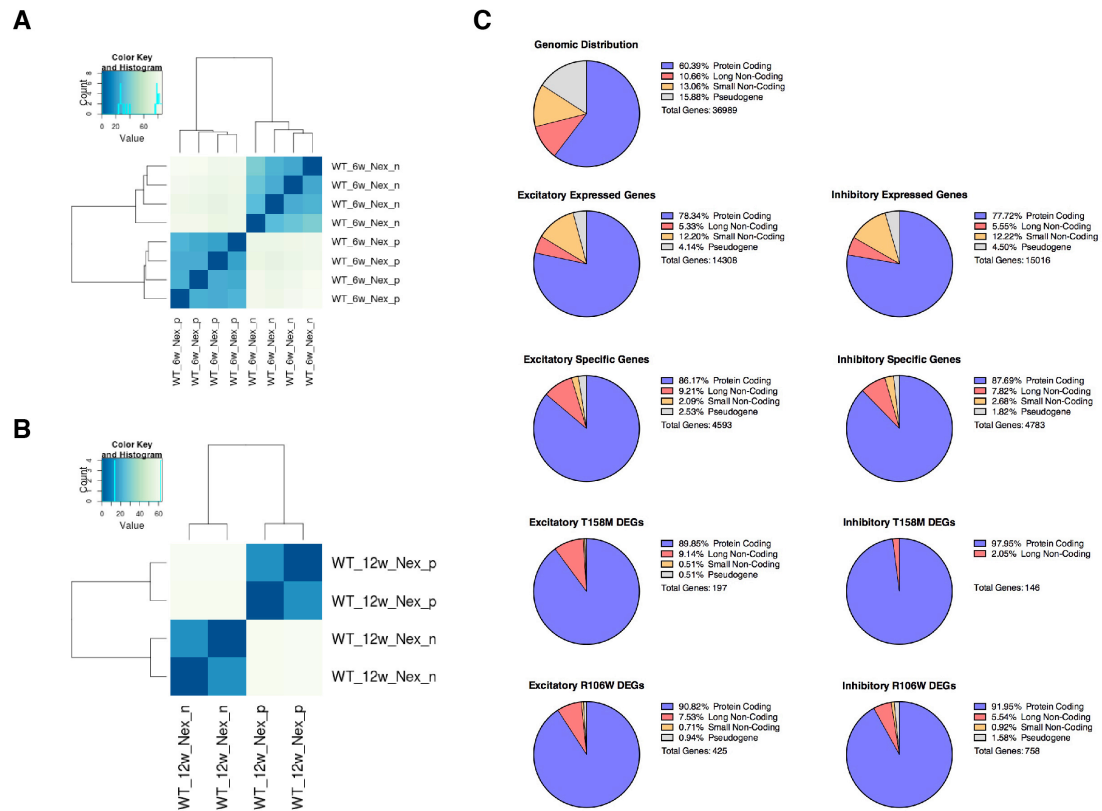 A
Color Key
and Histogram
Count
0 2 4 6 8
0 20 60
Value
WT_6w_Nex_n
WT_6w_Nex_n
WT_6w_Nex_n
WT_6w_Nex_n
WT_6w_Nex_p
WT_6w_Nex_p
WT_6w_Nex_p
WT_6w_Nex_p
WT_6w_Nex_p
WT_6w_Nex_p
WT_6w_Nex_p
WT_6w_Nex_p
WT_6w_Nex_n
WT_6w_Nex_n
WT_6w_Nex_n
WT_6w_Nex_n
B
Color Key
and Histogram
Count
0 1 2 3 4
0 20 40 60
Value
WT_12w_Nex_p
WT_12w_Nex_p
WT_12w_Nex_n
WT_12w_Nex_n
WT_12w_Nex_n
WT_12w_Nex_n
WT_12w_Nex_p
WT_12w_Nex_p
C
Genomic Distribution
60.39% Protein Coding
10.66% Long Non-Coding
13.06% Small Non-Coding
15.88% Pseudogene
Total Genes: 36989
Excitatory Expressed Genes
78.34% Protein Coding
5.33% Long Non-Coding
12.20% Small Non-Coding
4.14% Pseudogene
Total Genes: 14308
Inhibitory Expressed Genes
77.72% Protein Coding
5.55% Long Non-Coding
12.22% Small Non-Coding
4.50% Pseudogene
Total Genes: 15016
Excitatory Specific Genes
86.17% Protein Coding
9.21% Long Non-Coding
2.09% Small Non-Coding
2.53% Pseudogene
Total Genes: 4593
Inhibitory Specific Genes
87.69% Protein Coding
7.82% Long Non-Coding
2.68% Small Non-Coding
1.82% Pseudogene
Total Genes: 4783
Excitatory T158M DEGs
89.85% Protein Coding
9.14% Long Non-Coding
0.51% Small Non-Coding
0.51% Pseudogene
Total Genes: 197
Inhibitory T158M DEGs
97.95% Protein Coding
2.05% Long Non-Coding
Total Genes: 146
Excitatory R106W DEGs
90.82% Protein Coding
7.53% Long Non-Coding
0.71% Small Non-Coding
0.94% Pseudogene
Total Genes: 425
Inhibitory R106W DEGs
91.95% Protein Coding
5.54% Long Non-Coding
0.92% Small Non-Coding
1.58% Pseudogene
Total Genes: 758